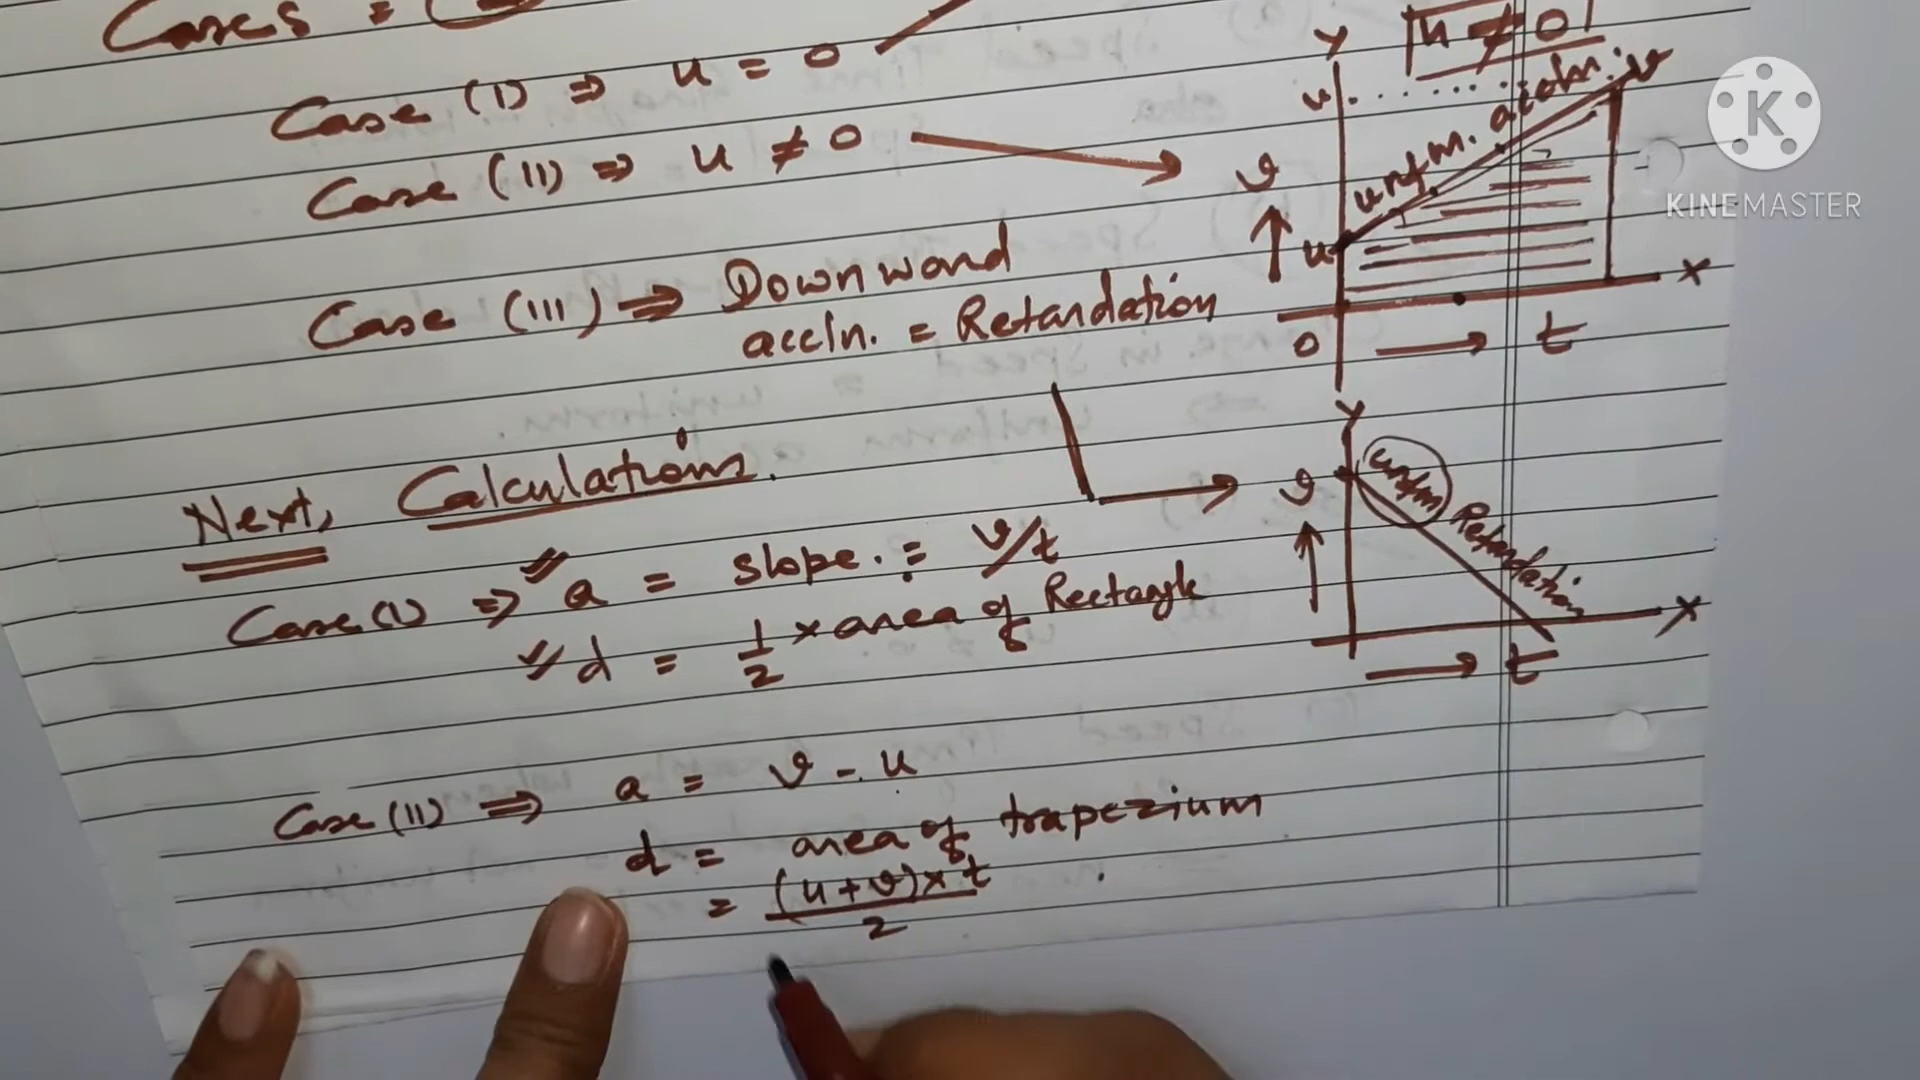 Cases =
Case (I) ⇒ u = 0
Case (II) ⇒ u ≠ 0
Case (III) ⇒ Downward
accln. = Retardation
Next, Calculations.
Case (I) ⇒ a = slope. = v/t
d = 1/2 × area of Rectangle
Case (II) ⇒ a = v - u
d = area of trapezium
= (u+v)×t / 2
u ≠ 0
Y
v
unfm. accln.
v
v
u
X
O
t
Y
v
unfm Retardation
X
t
K
KINEMASTER